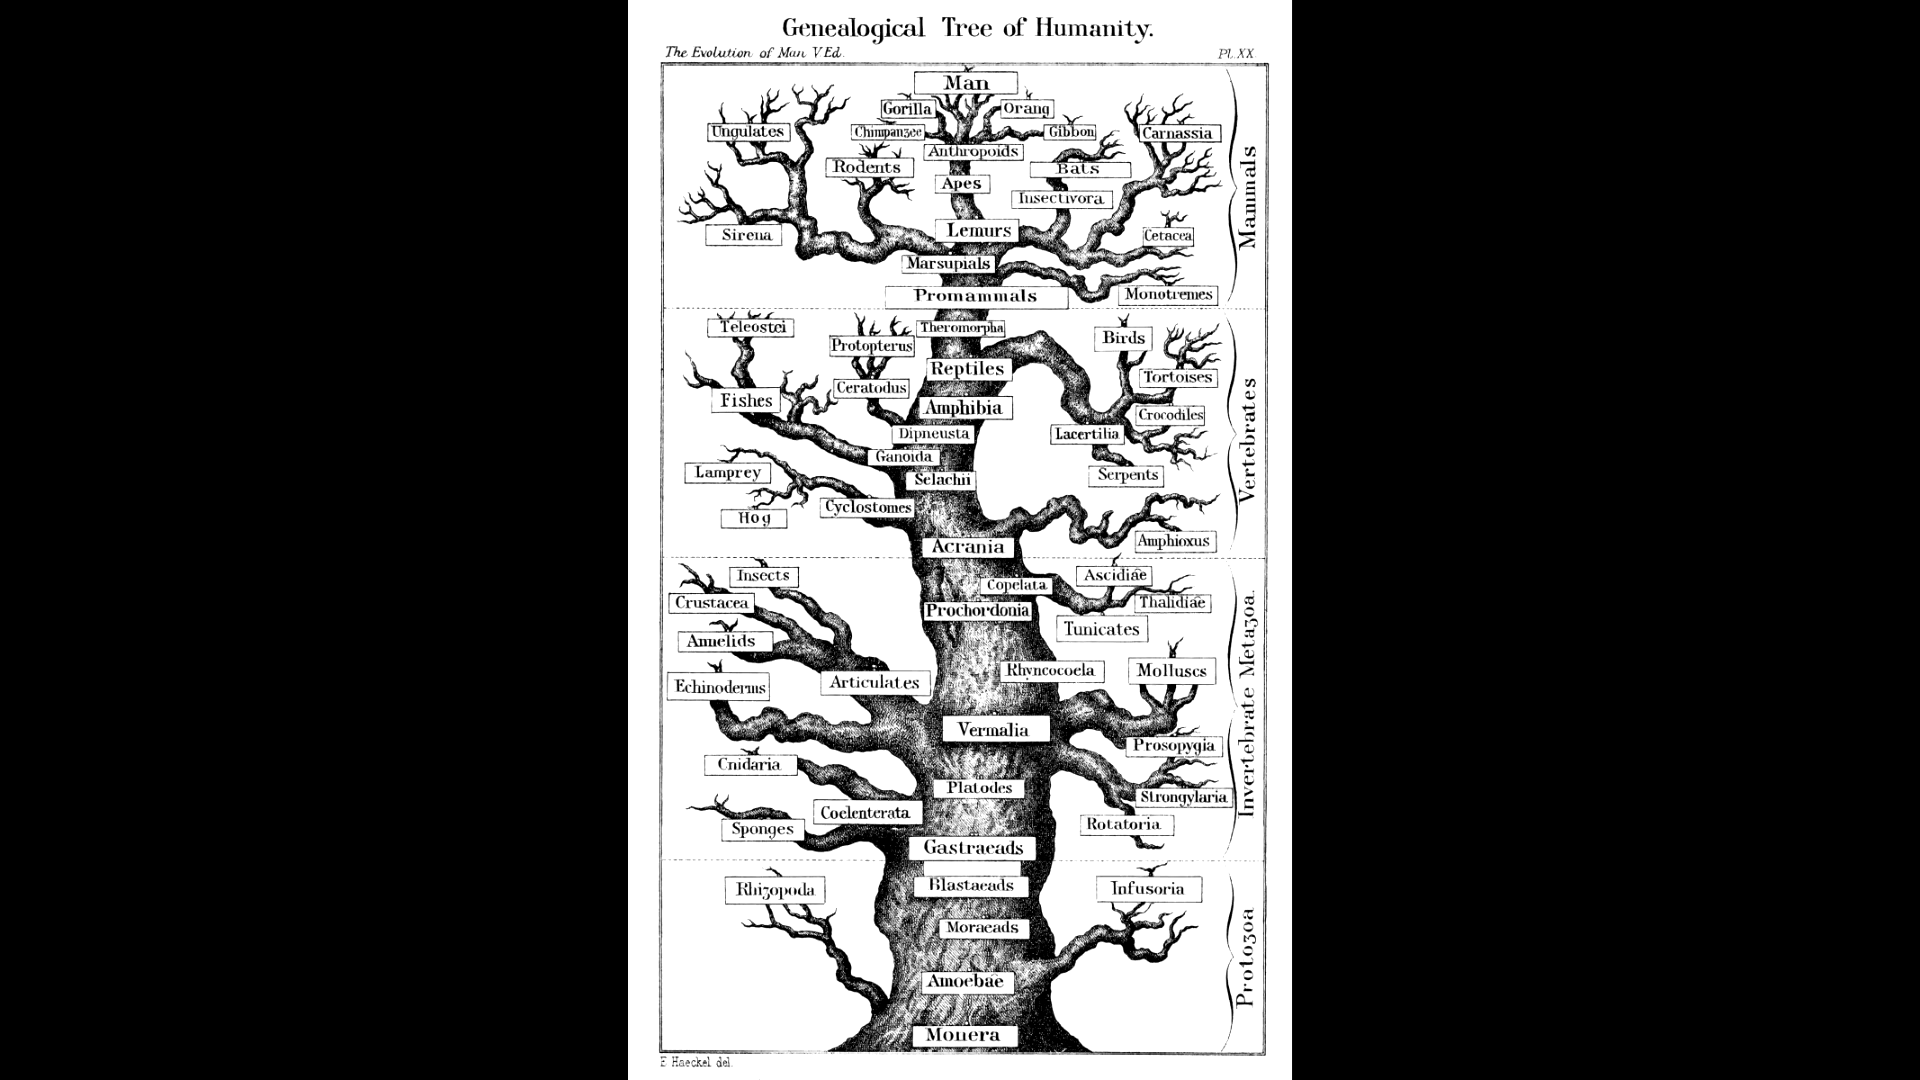 Genealogical Tree of Humanity.
The Evolution of Man V Ed.
Pl. XX
Man
Gorilla
Orang
Ungulates
Chimpanzee
Gibbon
Carnassia
Anthropoids
Rodents
Bats
Apes
Insectivora
Sirena
Lemurs
Cetacea
Marsupials
Promammals
Monotremes
Mammals
Teleostei
Theromorpha
Protopterus
Birds
Reptiles
Tortoises
Ceratodus
Fishes
Amphibia
Crocodiles
Dipneusta
Lacertilia
Ganoida
Lamprey
Selachii
Serpents
Cyclostomes
Hog
Amphioxus
Acrania
Vertebrates
Insects
Ascidiae
Copelata
Crustacea
Thalidiae
Prochordonia
Annelids
Tunicates
Rhyncocoela
Molluscs
Echinoderms
Articulates
Vermalia
Prosopygia
Cnidaria
Platodes
Strongylaria
Coelenterata
Rotatoria
Sponges
Gastraeads
Invertebrate Metazoa.
Blastaeads
Rhizopoda
Infusoria
Moraeads
Amoebae
Monera
Protozoa
E. Haeckel del.